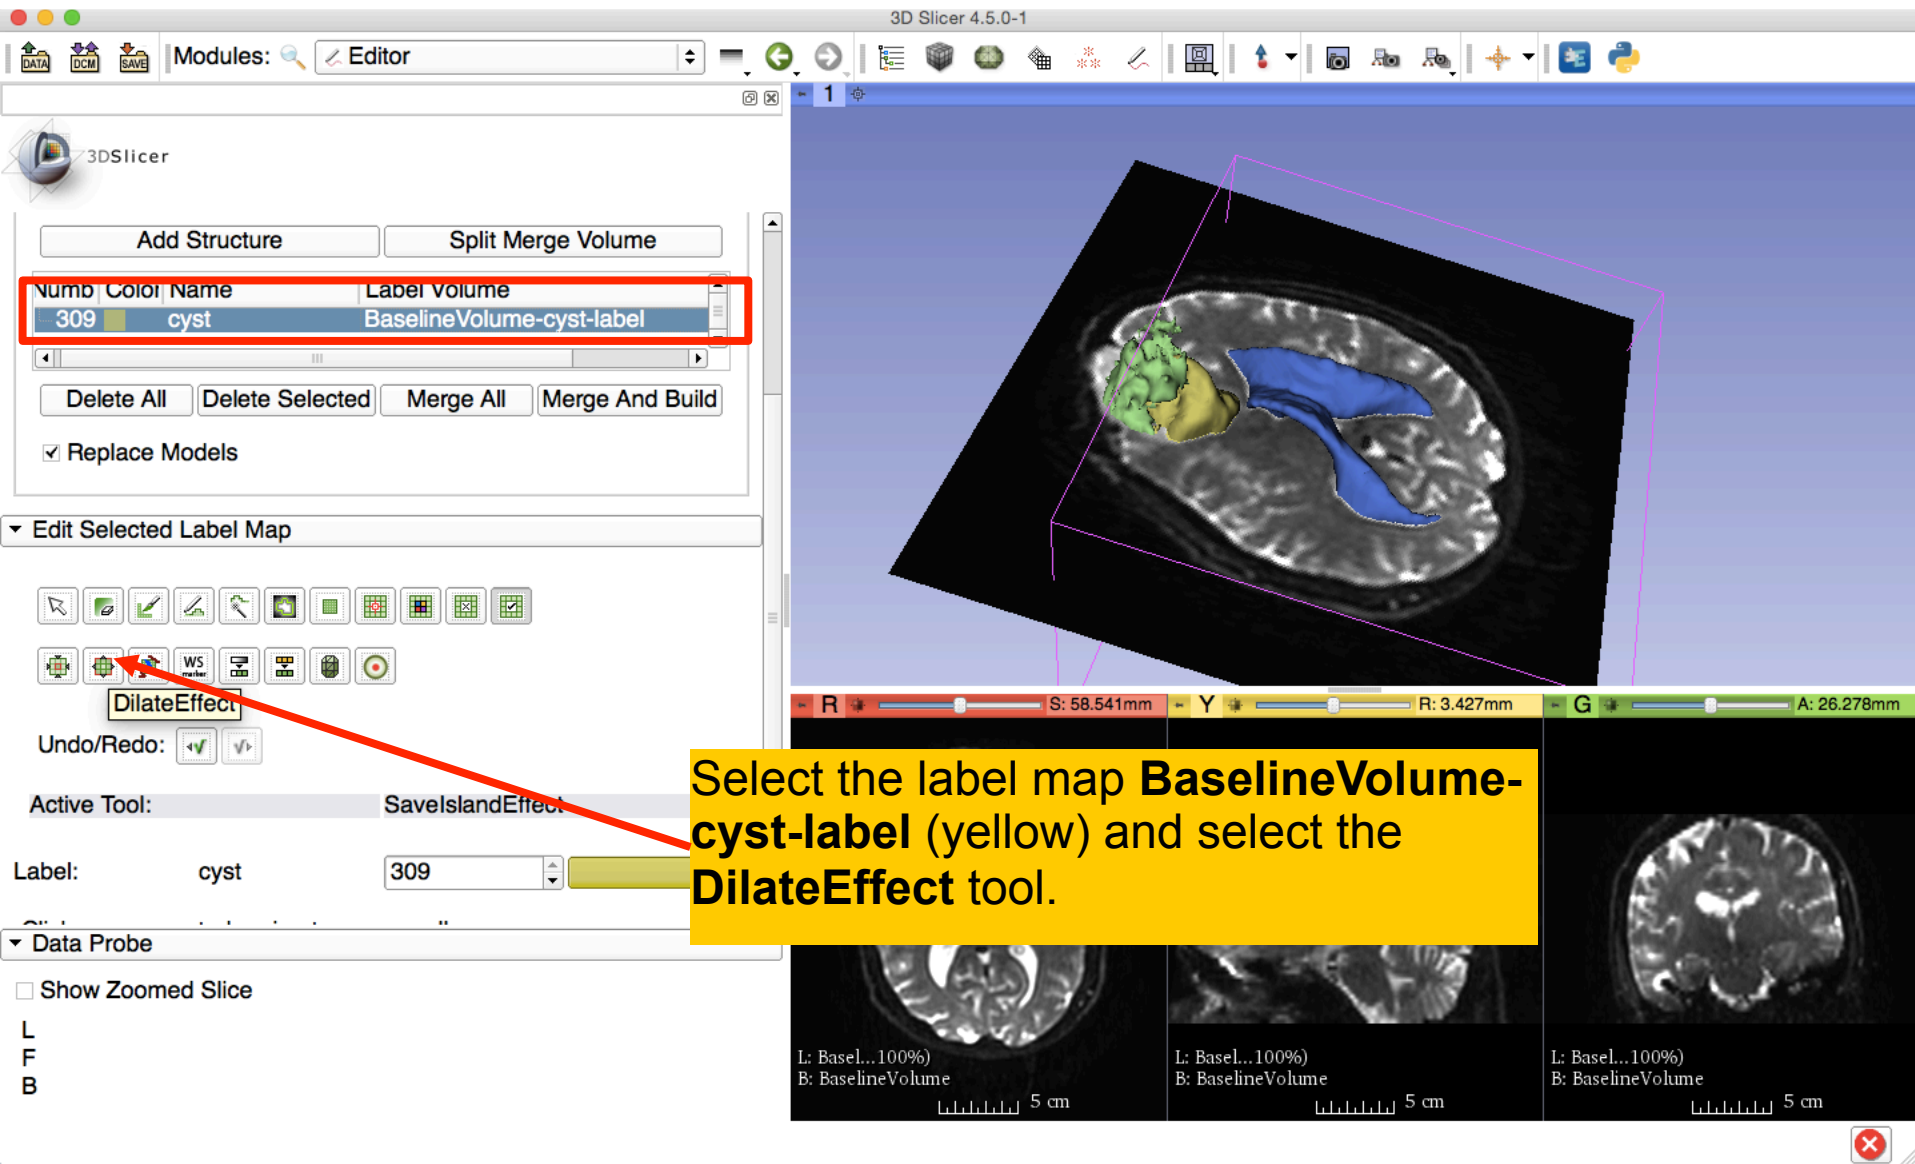 3D Slicer 4.5.0-1
DATA DCM SAVE Modules: Editor
1
3DSlicer
Add Structure Split Merge Volume
Numb Color Name Label Volume
309 cyst BaselineVolume-cyst-label
Delete All Delete Selected Merge All Merge And Build
Replace Models
Edit Selected Label Map
WS
marker
DilateEffect
Undo/Redo:
Active Tool: SaveIslandEffect
Label: cyst 309
Data Probe
Show Zoomed Slice
L
F
B
R S: 58.541mm
Y R: 3.427mm
G A: 26.278mm
Select the label map BaselineVolume-
cyst-label (yellow) and select the
DilateEffect tool.
L: Basel...100%)
B: BaselineVolume
5 cm
L: Basel...100%)
B: BaselineVolume
5 cm
L: Basel...100%)
B: BaselineVolume
5 cm